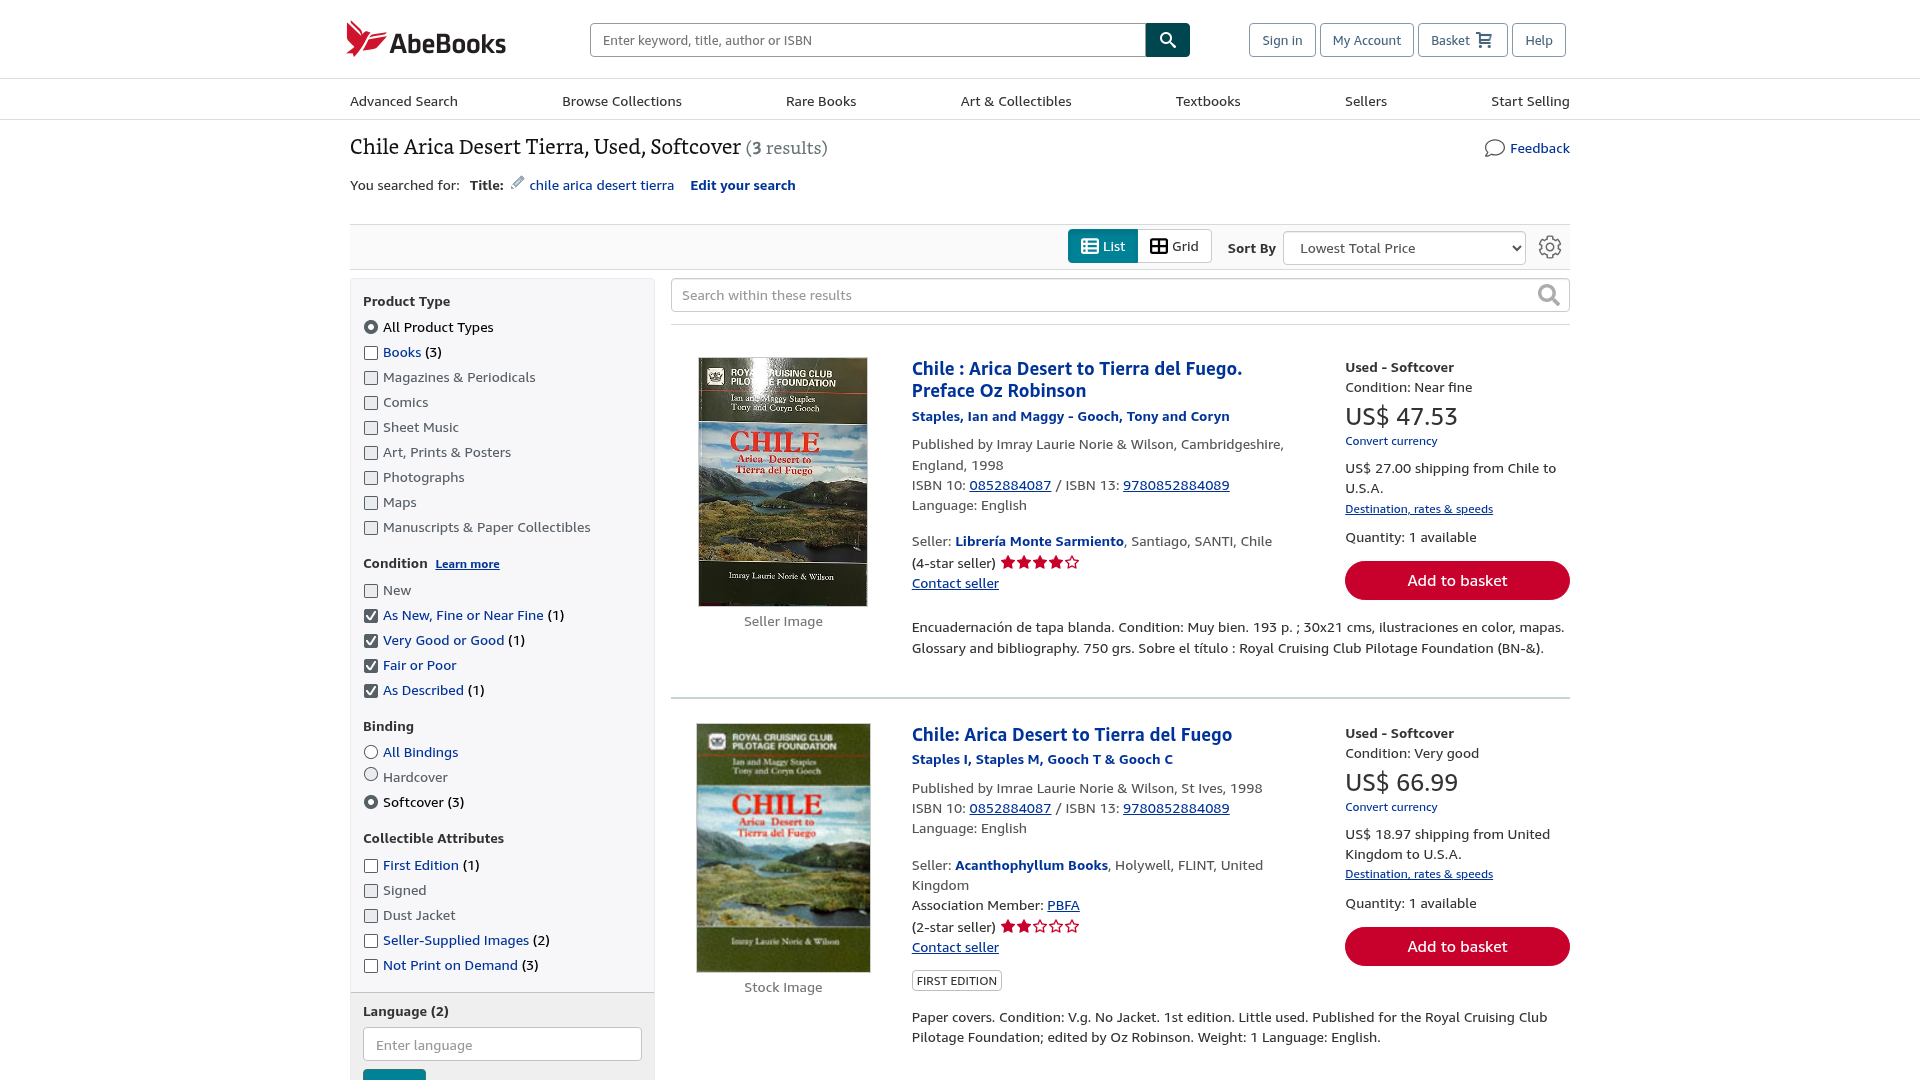 AbeBooks
Enter keyword, title, author or ISBN
Sign in
My Account
Basket
Help
Advanced Search
Browse Collections
Rare Books
Art & Collectibles
Textbooks
Sellers
Start Selling
Chile Arica Desert Tierra, Used, Softcover (3 results)
Feedback
You searched for: Title: chile arica desert tierra Edit your search
List
Grid
Sort By
Lowest Total Price
Product Type
All Product Types
Books (3)
Magazines & Periodicals
Comics
Sheet Music
Art, Prints & Posters
Photographs
Maps
Manuscripts & Paper Collectibles
Condition Learn more
New
As New, Fine or Near Fine (1)
Very Good or Good (1)
Fair or Poor
As Described (1)
Binding
All Bindings
Hardcover
Softcover (3)
Collectible Attributes
First Edition (1)
Signed
Dust Jacket
Seller-Supplied Images (2)
Not Print on Demand (3)
Language (2)
Enter language
Search within these results
ROYAL CRUISING CLUB
PILOTAGE FOUNDATION
Ian and Maggy Staples
Tony and Coryn Gooch
CHILE
Arica Desert to
Tierra del Fuego
Imray Laurie Norie & Wilson
Seller Image
Chile : Arica Desert to Tierra del Fuego.
Preface Oz Robinson
Staples, Ian and Maggy - Gooch, Tony and Coryn
Published by Imray Laurie Norie & Wilson, Cambridgeshire,
England, 1998
ISBN 10: 0852884087 / ISBN 13: 9780852884089
Language: English
Seller: Librería Monte Sarmiento, Santiago, SANTI, Chile
(4-star seller)
Contact seller
Used - Softcover
Condition: Near fine
US$ 47.53
Convert currency
US$ 27.00 shipping from Chile to
U.S.A.
Destination, rates & speeds
Quantity: 1 available
Add to basket
Encuadernación de tapa blanda. Condition: Muy bien. 193 p. ; 30x21 cms, ilustraciones en color, mapas.
Glossary and bibliography. 750 grs. Sobre el título : Royal Cruising Club Pilotage Foundation (BN-&).
ROYAL CRUISING CLUB
PILOTAGE FOUNDATION
Ian and Maggy Staples
Tony and Coryn Gooch
CHILE
Arica Desert to
Tierra del Fuego
Imray Laurie Norie & Wilson
Stock Image
Chile: Arica Desert to Tierra del Fuego
Staples I, Staples M, Gooch T & Gooch C
Published by Imrae Laurie Norie & Wilson, St Ives, 1998
ISBN 10: 0852884087 / ISBN 13: 9780852884089
Language: English
Seller: Acanthophyllum Books, Holywell, FLINT, United
Kingdom
Association Member: PBFA
(2-star seller)
Contact seller
FIRST EDITION
Used - Softcover
Condition: Very good
US$ 66.99
Convert currency
US$ 18.97 shipping from United
Kingdom to U.S.A.
Destination, rates & speeds
Quantity: 1 available
Add to basket
Paper covers. Condition: V.g. No Jacket. 1st edition. Little used. Published for the Royal Cruising Club
Pilotage Foundation; edited by Oz Robinson. Weight: 1 Language: English.